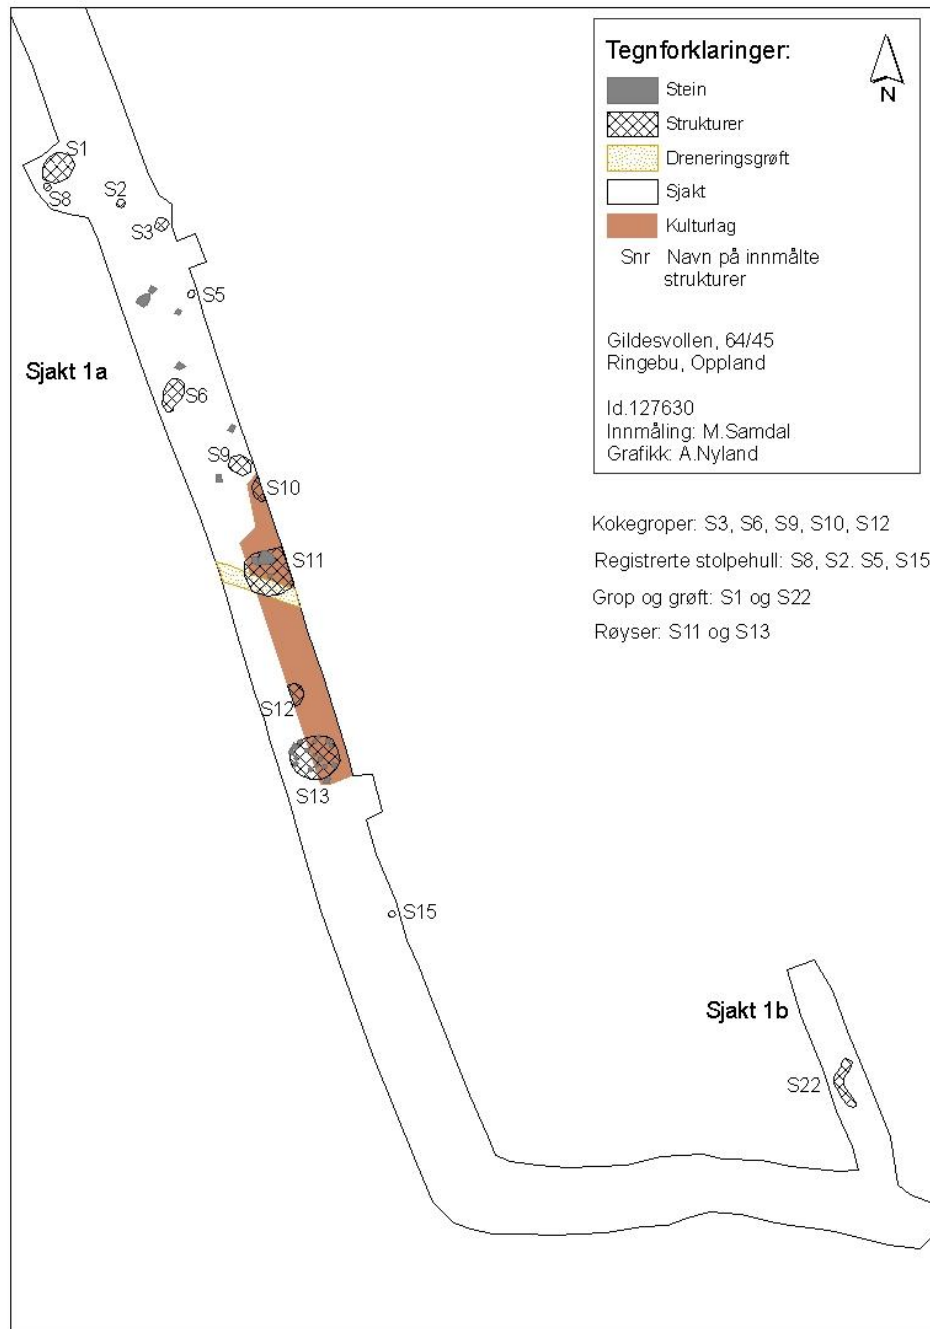 Tegnforklaringer:
N
Stein
Strukturer
Dreneringsgrøft
Sjakt
Kulturlag
Snr Navn på innmålte
strukturer
Gildesvollen, 64/45
Ringebu, Oppland
Id.127630
Innmåling: M.Samdal
Grafikk: A.Nyland
Kokegroper: S3, S6, S9, S10, S12
Registrerte stolpehull: S8, S2. S5, S15
Grop og grøft: S1 og S22
Røyser: S11 og S13
S1
S8
S2
S3
S5
Sjakt 1a
S6
S9
S10
S11
S12
S13
S15
Sjakt 1b
S22